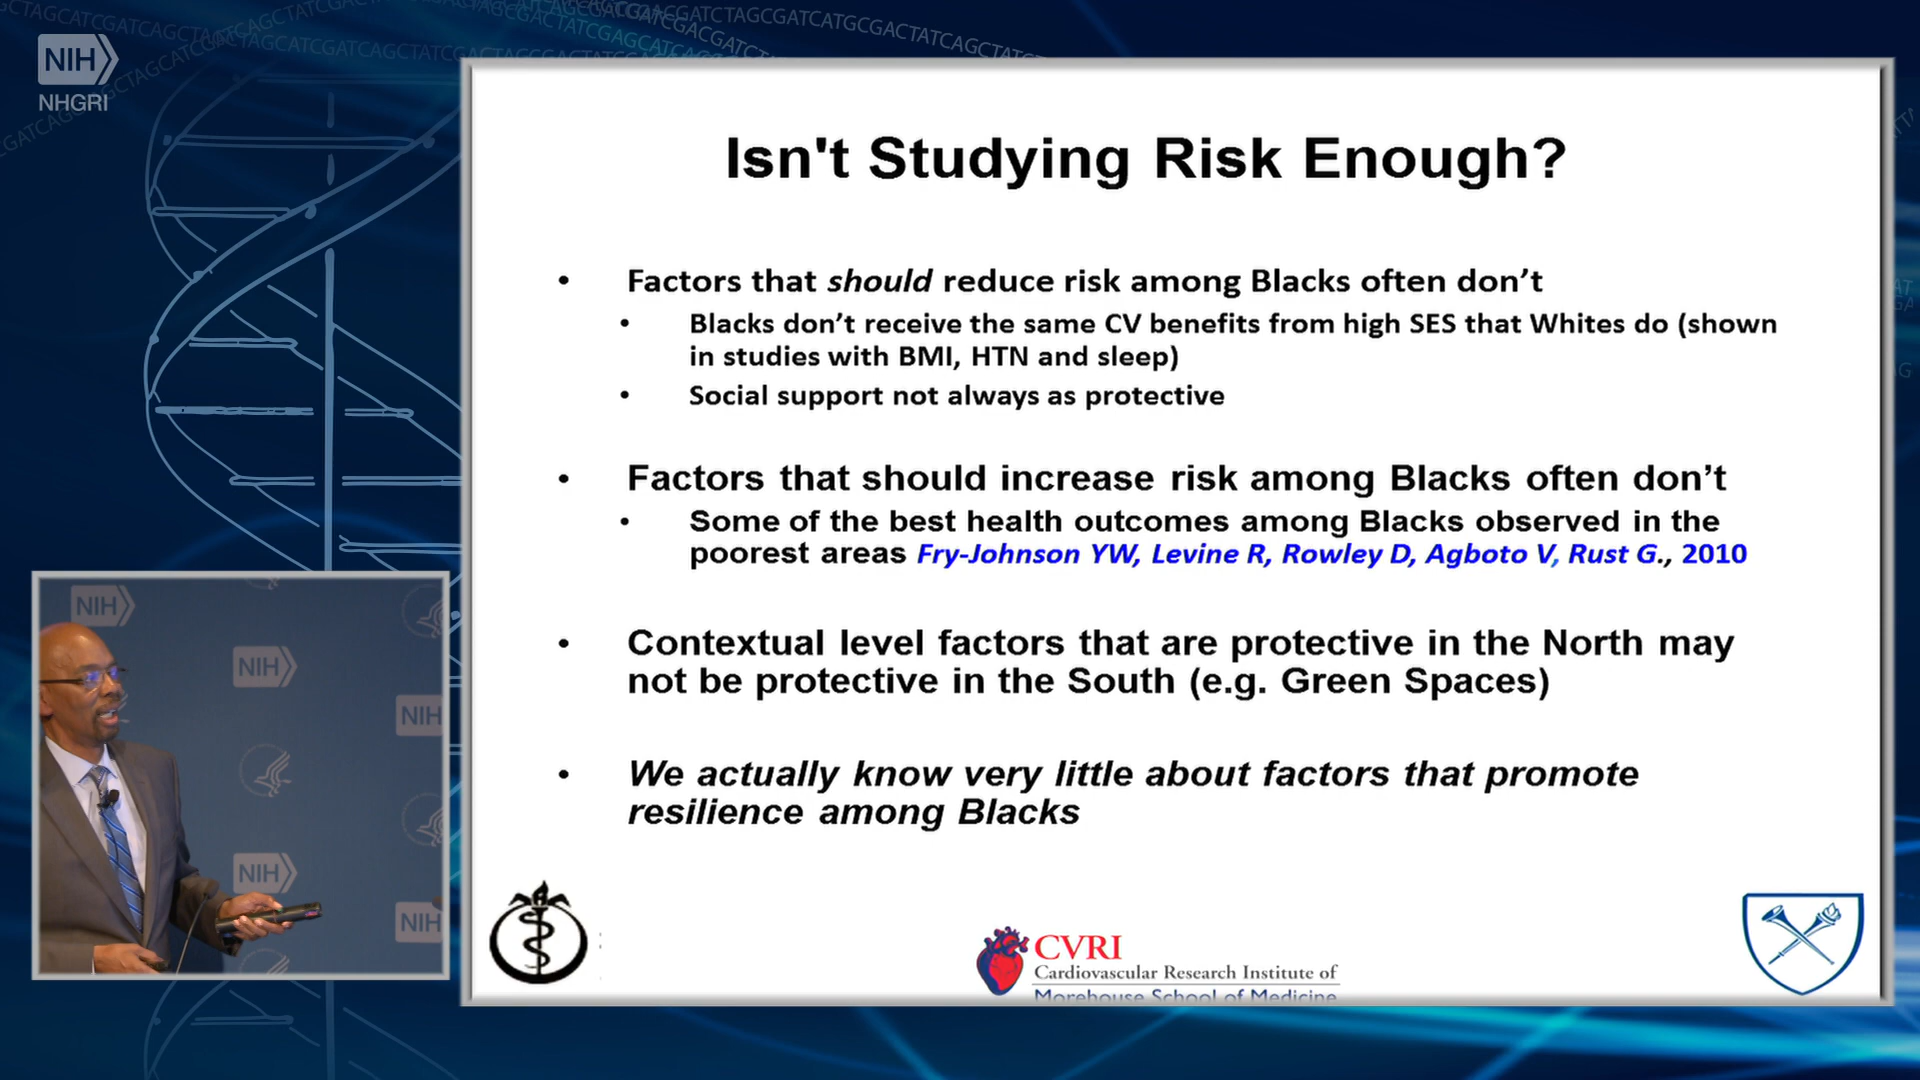 NIH
NHGRI
Isn't Studying Risk Enough?
• Factors that should reduce risk among Blacks often don’t
• Blacks don’t receive the same CV benefits from high SES that Whites do (shown
in studies with BMI, HTN and sleep)
• Social support not always as protective
• Factors that should increase risk among Blacks often don’t
• Some of the best health outcomes among Blacks observed in the
poorest areas Fry-Johnson YW, Levine R, Rowley D, Agboto V, Rust G., 2010
• Contextual level factors that are protective in the North may
not be protective in the South (e.g. Green Spaces)
• We actually know very little about factors that promote
resilience among Blacks
CVRI
Cardiovascular Research Institute of
Morehouse School of Medicine
NIH
NIH
NIH
NIH
NIH